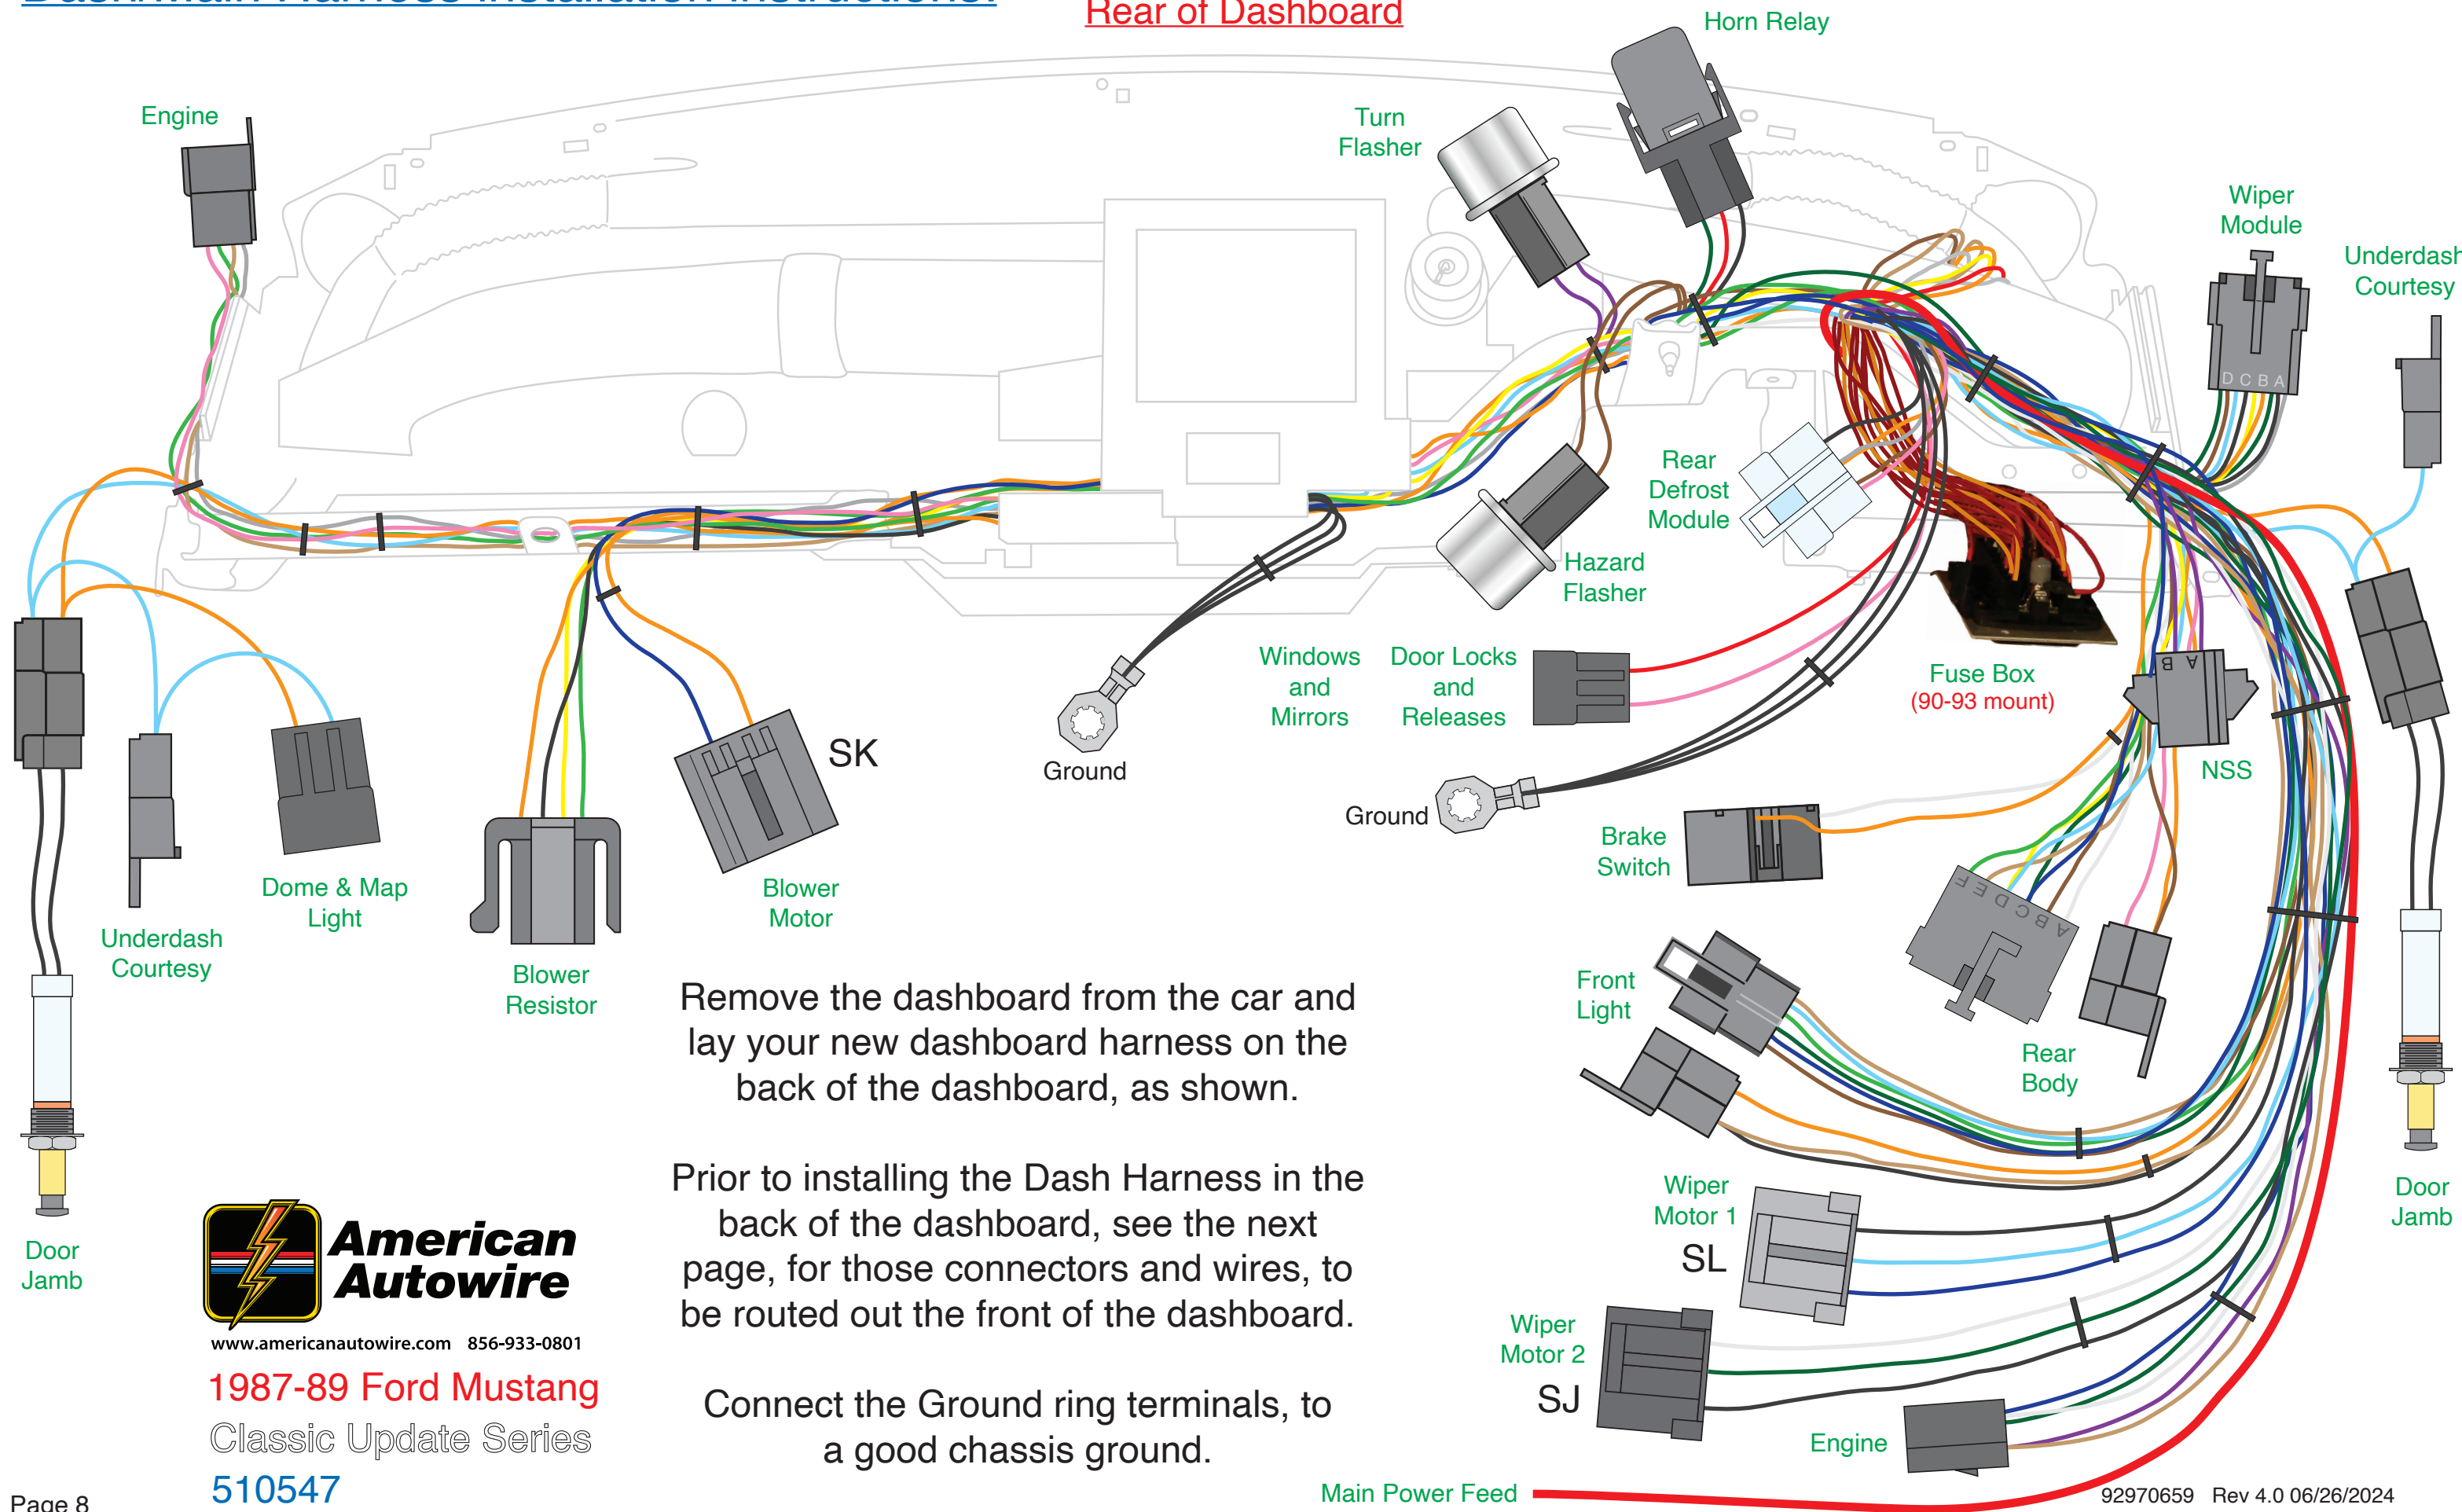 Dash/Main Harness Installation Instructions:
Rear of Dashboard
Horn Relay
Engine
Turn
Flasher
Wiper
Module
Underdash
Courtesy
D C B A
Rear
Defrost
Module
Hazard
Flasher
Windows
and
Mirrors
Door Locks
and
Releases
Fuse Box
(90-93 mount)
B A
NSS
SK
Ground
Ground
Brake
Switch
Dome & Map
Light
Blower
Motor
Underdash
Courtesy
Blower
Resistor
F E D C B A
Front
Light
Rear
Body
Remove the dashboard from the car and
lay your new dashboard harness on the
back of the dashboard, as shown.
Prior to installing the Dash Harness in the
back of the dashboard, see the next
page, for those connectors and wires, to
be routed out the front of the dashboard.
Connect the Ground ring terminals, to
a good chassis ground.
Wiper
Motor 1
SL
Door
Jamb
Door
Jamb
American
Autowire
www.americanautowire.com 856-933-0801
1987-89 Ford Mustang
Classic Update Series
510547
Wiper
Motor 2
SJ
Engine
Main Power Feed
Page 8
92970659 Rev 4.0 06/26/2024